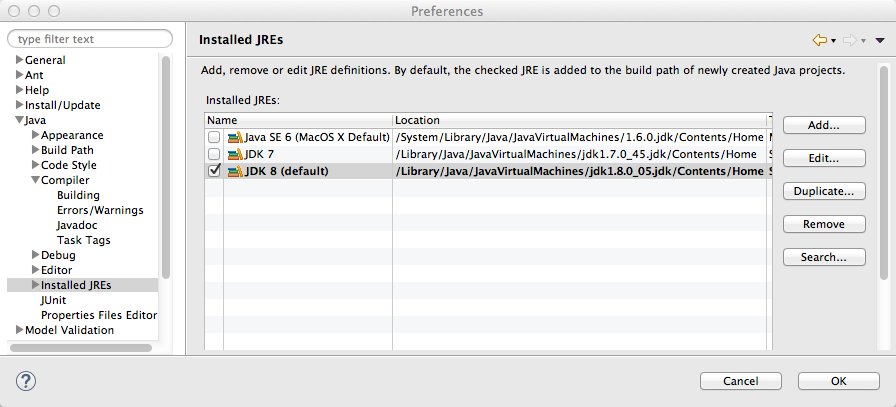 Preferences
type filter text
General
Ant
Help
Install/Update
Java
Appearance
Build Path
Code Style
Compiler
Building
Errors/Warnings
Javadoc
Task Tags
Debug
Editor
Installed JREs
JUnit
Properties Files Editor
Model Validation
Installed JREs
Add, remove or edit JRE definitions. By default, the checked JRE is added to the build path of newly created Java projects.
Installed JREs:
Name Location
Java SE 6 (MacOS X Default) /System/Library/Java/JavaVirtualMachines/1.6.0.jdk/Contents/Home
JDK 7 /Library/Java/JavaVirtualMachines/jdk1.7.0_45.jdk/Contents/Home
JDK 8 (default) /Library/Java/JavaVirtualMachines/jdk1.8.0_05.jdk/Contents/Home
Add...
Edit...
Duplicate...
Remove
Search...
?
Cancel OK